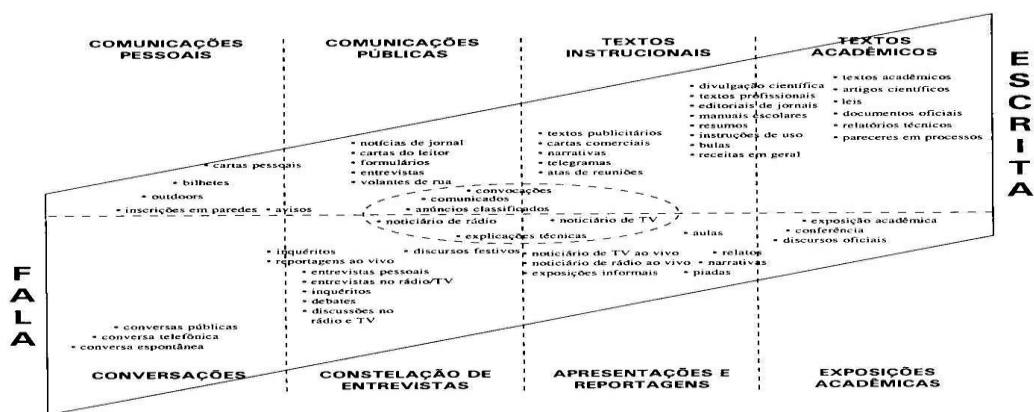 COMUNICAÇÕES
PESSOAIS
COMUNICAÇÕES
PÚBLICAS
TEXTOS
INSTRUCIONAIS
TEXTOS
ACADÊMICOS
ESCRITA
• divulgação científica
• textos profissionais
• editoriais de jornais
• manuais escolares
• resumos
• instruções de uso
• bulas
• receitas em geral
• textos acadêmicos
• artigos científicos
• leis
• documentos oficiais
• relatórios técnicos
• pareceres em processos
• notícias de jornal
• cartas do leitor
• formulários
• entrevistas
• volantes de rua
• textos publicitários
• cartas comerciais
• narrativas
• telegramas
• atas de reuniões
• cartas pessoais
• bilhetes
• outdoors
• inscrições em paredes
• avisos
• convocações
• comunicados
• anúncios classificados
• noticiário de rádio
• noticiário de TV
• explicações técnicas
• aulas
• exposição acadêmica
• conferência
• discursos oficiais
• inquéritos
• reportagens ao vivo
• discursos festivos
• entrevistas pessoais
• entrevistas no rádio/TV
• inquéritos
• debates
• discussões no
rádio e TV
• noticiário de TV ao vivo
• noticiário de rádio ao vivo
• exposições informais
• relatos
• narrativas
• piadas
• conversas públicas
• conversa telefônica
• conversa espontânea
FALA
CONVERSAÇÕES
CONSTELAÇÃO DE
ENTREVISTAS
APRESENTAÇÕES E
REPORTAGENS
EXPOSIÇÕES
ACADÊMICAS